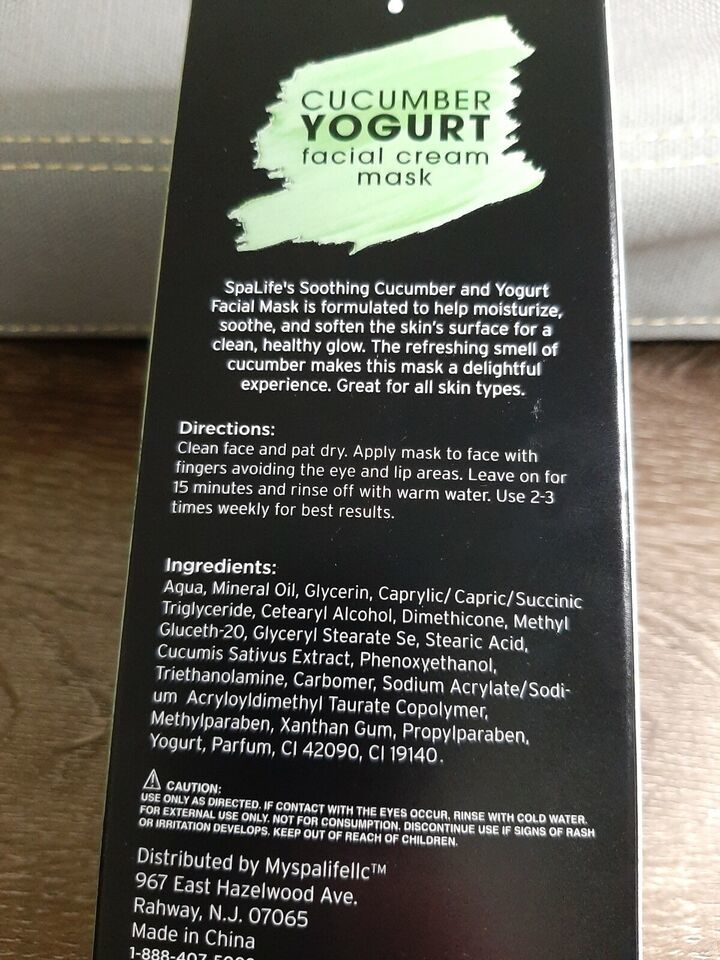 CUCUMBER
YOGURT
facial cream
mask
SpaLife's Soothing Cucumber and Yogurt
Facial Mask is formulated to help moisturize,
soothe, and soften the skin's surface for a
clean, healthy glow. The refreshing smell of
cucumber makes this mask a delightful
experience. Great for all skin types.
Directions:
Clean face and pat dry. Apply mask to face with
fingers avoiding the eye and lip areas. Leave on for
15 minutes and rinse off with warm water. Use 2-3
times weekly for best results.
Ingredients:
Aqua, Mineral Oil, Glycerin, Caprylic/Capric/Succinic
Triglyceride, Cetearyl Alcohol, Dimethicone, Methyl
Gluceth-20, Glyceryl Stearate Se, Stearic Acid,
Cucumis Sativus Extract, Phenoxyethanol,
Triethanolamine, Carbomer, Sodium Acrylate/Sodi-
um Acryloyldimethyl Taurate Copolymer,
Methylparaben, Xanthan Gum, Propylparaben,
Yogurt, Parfum, CI 42090, CI 19140.
CAUTION:
USE ONLY AS DIRECTED. IF CONTACT WITH THE EYES OCCUR, RINSE WITH COLD WATER.
FOR EXTERNAL USE ONLY. NOT FOR CONSUMPTION. DISCONTINUE USE IF SIGNS OF RASH
OR IRRITATION DEVELOPS. KEEP OUT OF REACH OF CHILDREN.
Distributed by Myspalifellc™
967 East Hazelwood Ave.
Rahway, N.J. 07065
Made in China
1-888-407-